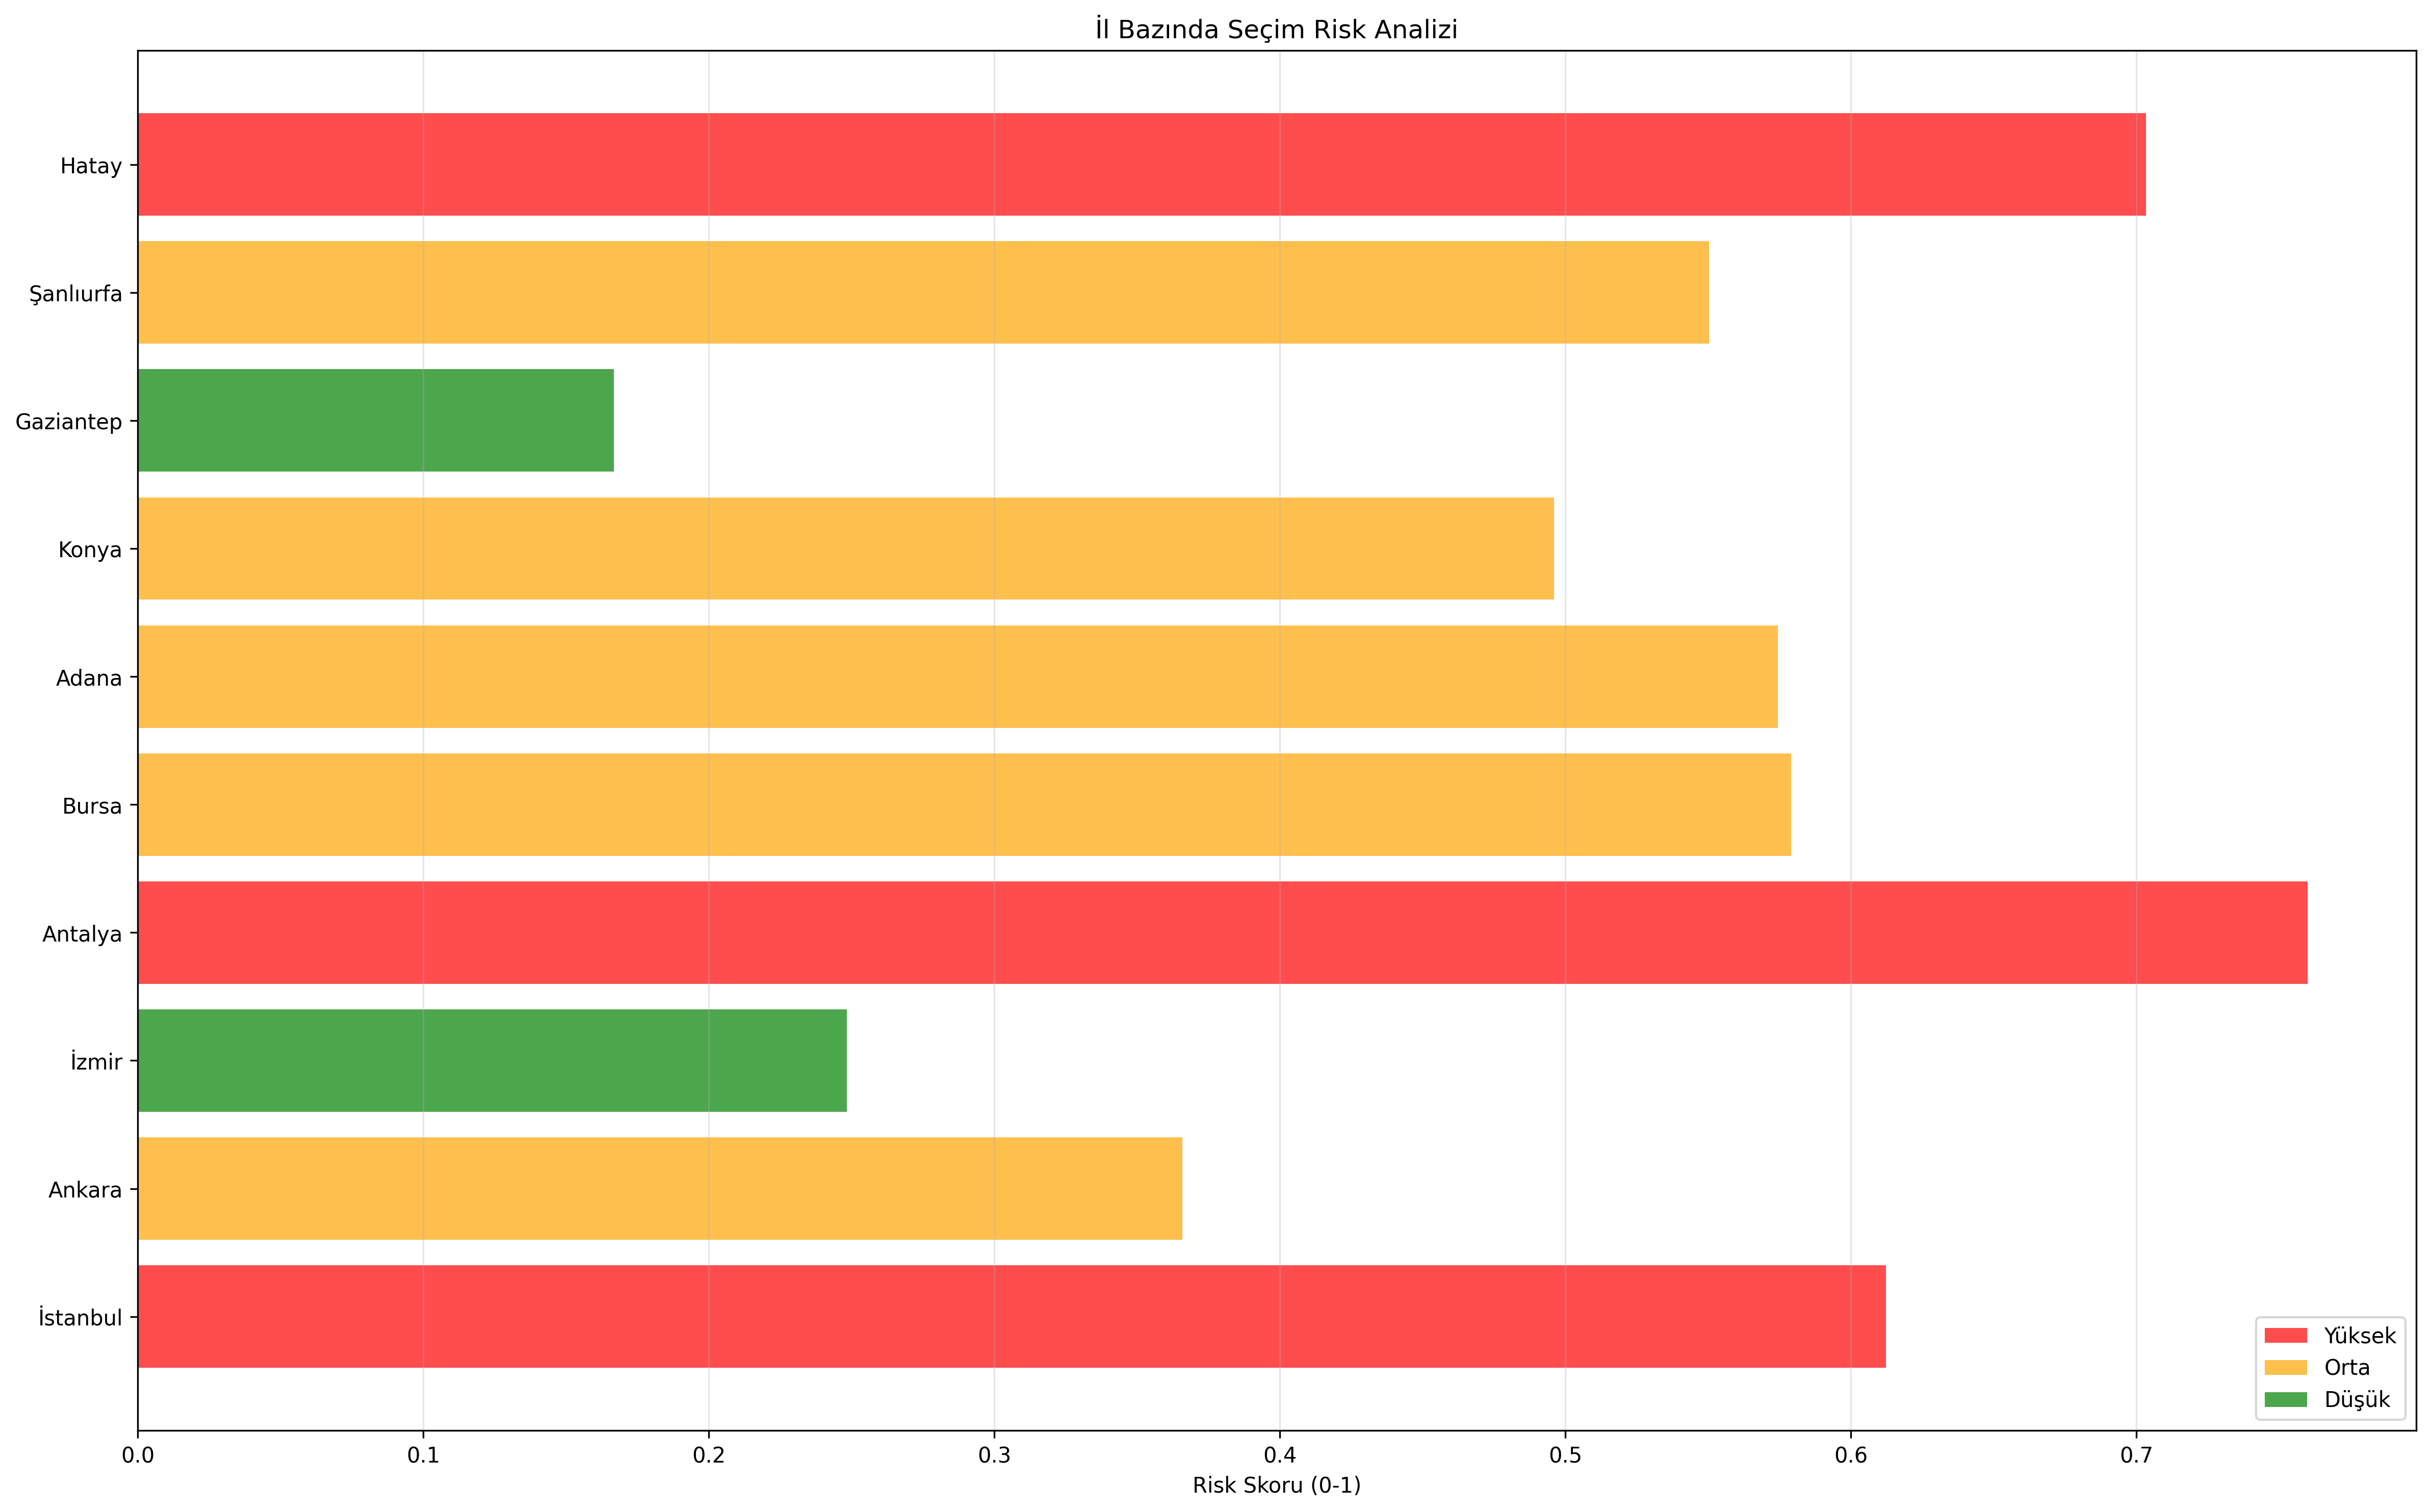 İl Bazında Seçim Risk Analizi
Hatay
Şanlıurfa
Gaziantep
Konya
Adana
Bursa
Antalya
İzmir
Ankara
İstanbul
Yüksek
Orta
Düşük
0.0 0.1 0.2 0.3 0.4 0.5 0.6 0.7
Risk Skoru (0-1)